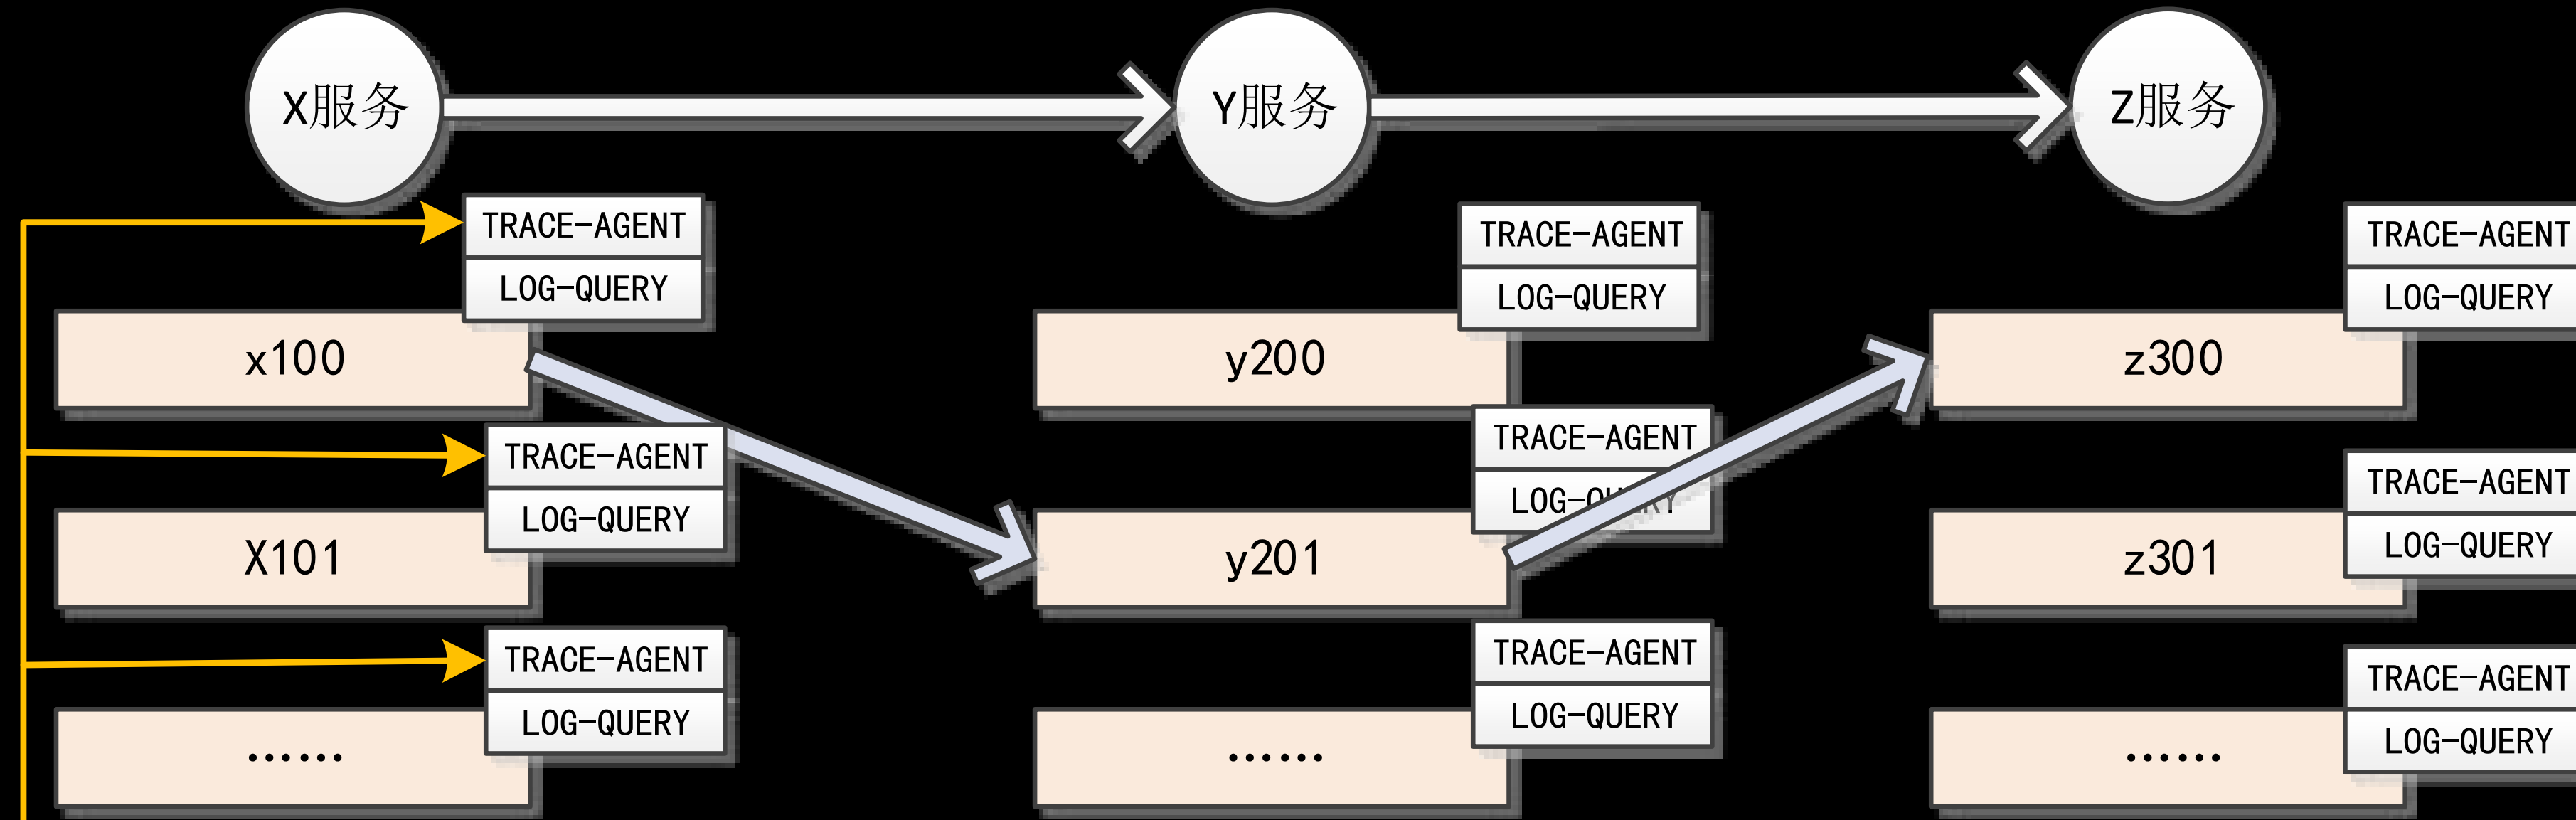 X服务
Y服务
Z服务
TRACE-AGENT
LOG-QUERY
x100
TRACE-AGENT
LOG-QUERY
X101
TRACE-AGENT
LOG-QUERY
......
TRACE-AGENT
LOG-QUERY
y200
TRACE-AGENT
LOG-QUERY
y201
TRACE-AGENT
LOG-QUERY
......
TRACE-AGENT
LOG-QUERY
z300
TRACE-AGENT
LOG-QUERY
z301
TRACE-AGENT
LOG-QUERY
......